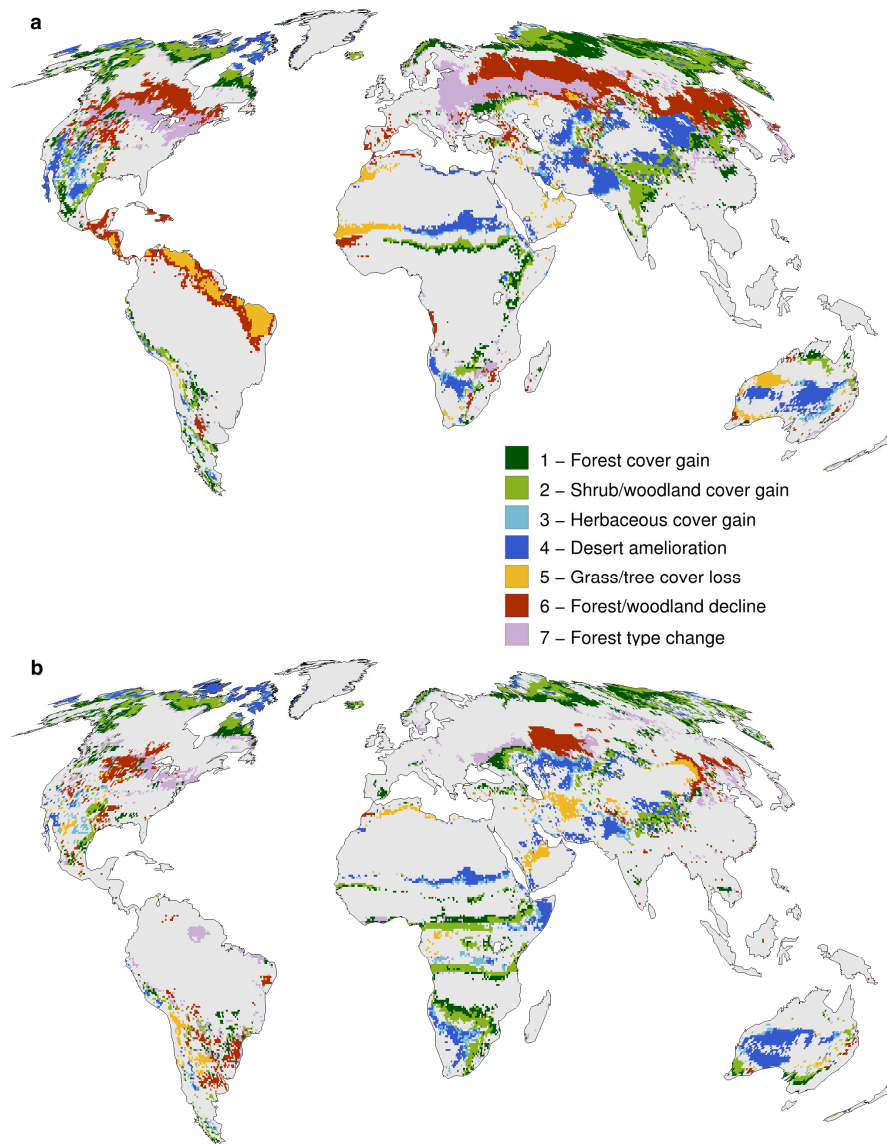 a
1 – Forest cover gain
2 – Shrub/woodland cover gain
3 – Herbaceous cover gain
4 – Desert amelioration
5 – Grass/tree cover loss
6 – Forest/woodland decline
7 – Forest type change
b